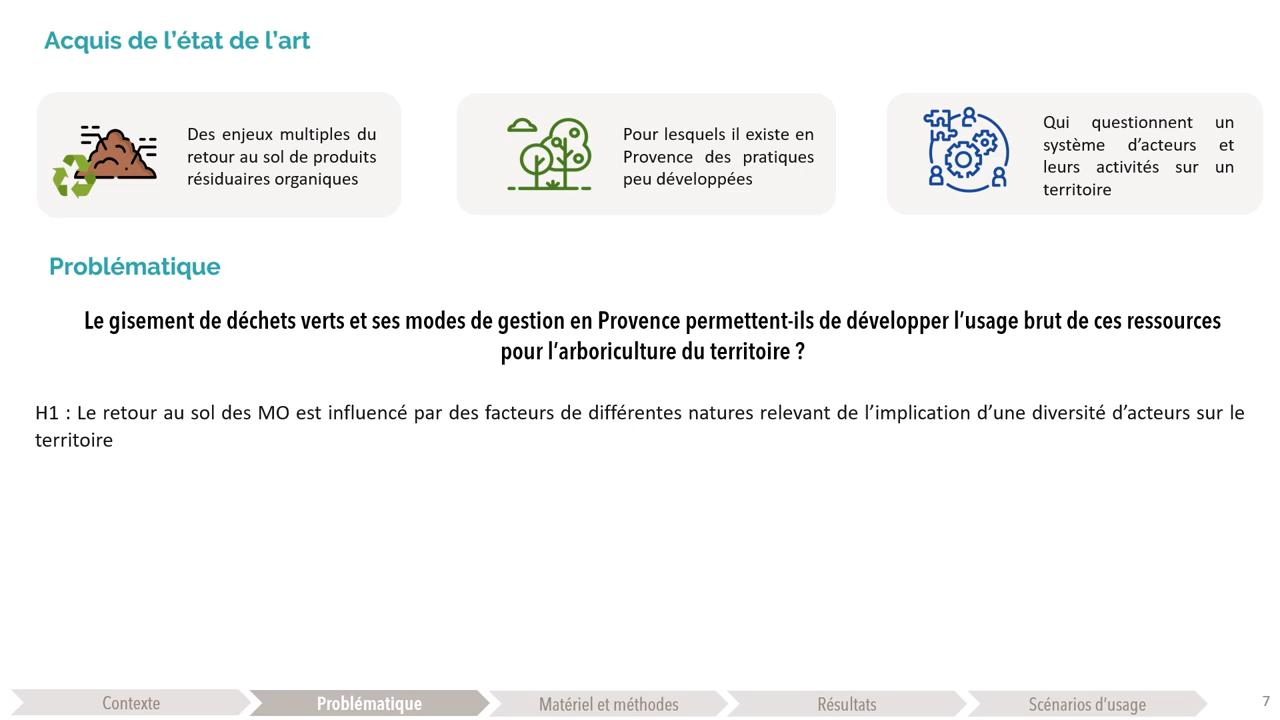 Acquis de l’état de l’art
Des enjeux multiples du
retour au sol de produits
résiduaires organiques
Pour lesquels il existe en
Provence des pratiques
peu développées
Qui questionnent un
système d’acteurs et
leurs activités sur un
territoire
Problématique
Le gisement de déchets verts et ses modes de gestion en Provence permettent-ils de développer l’usage brut de ces ressources
pour l’arboriculture du territoire ?
H1 : Le retour au sol des MO est influencé par des facteurs de différentes natures relevant de l’implication d’une diversité d’acteurs sur le
territoire
Contexte
Problématique
Matériel et méthodes
Résultats
Scénarios d’usage
7